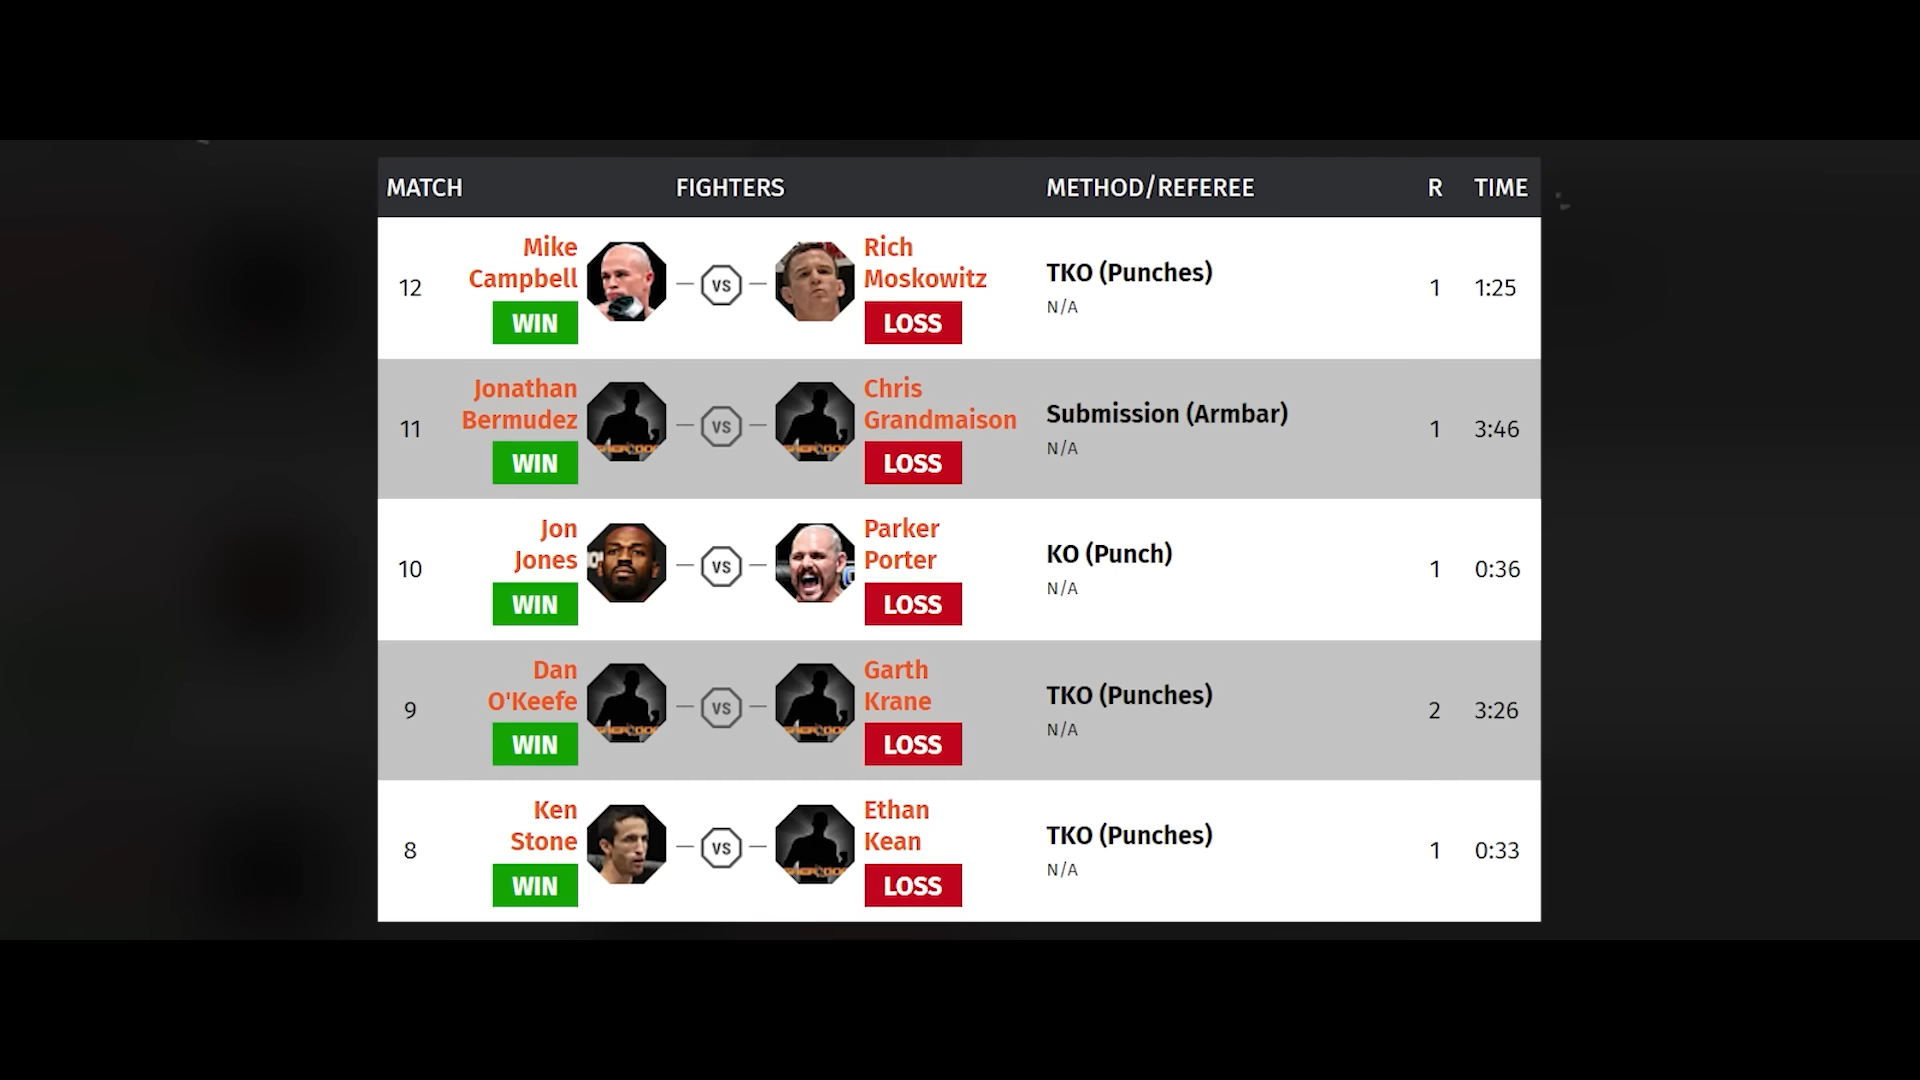 MATCH FIGHTERS METHOD/REFEREE R TIME
12
Mike
Campbell
WIN
VS
Rich
Moskowitz
LOSS
TKO (Punches)
N/A
1 1:25
11
Jonathan
Bermudez
WIN
VS
Chris
Grandmaison
LOSS
Submission (Armbar)
N/A
1 3:46
10
Jon
Jones
WIN
VS
Parker
Porter
LOSS
KO (Punch)
N/A
1 0:36
9
Dan
O'Keefe
WIN
VS
Garth
Krane
LOSS
TKO (Punches)
N/A
2 3:26
8
Ken
Stone
WIN
VS
Ethan
Kean
LOSS
TKO (Punches)
N/A
1 0:33